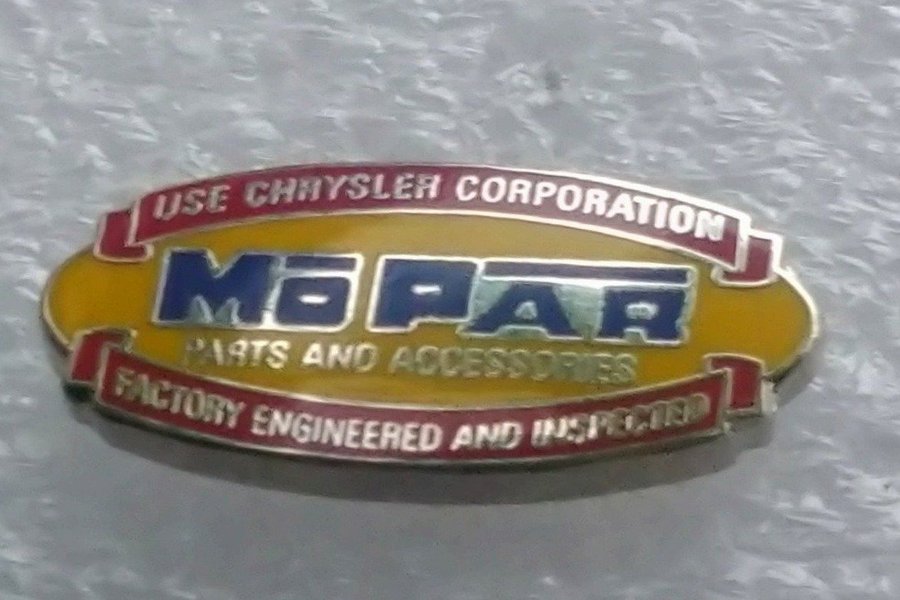 USE CHRYSLER CORPORATION
MOPAR
PARTS AND ACCESSORIES
FACTORY ENGINEERED AND INSPECTED